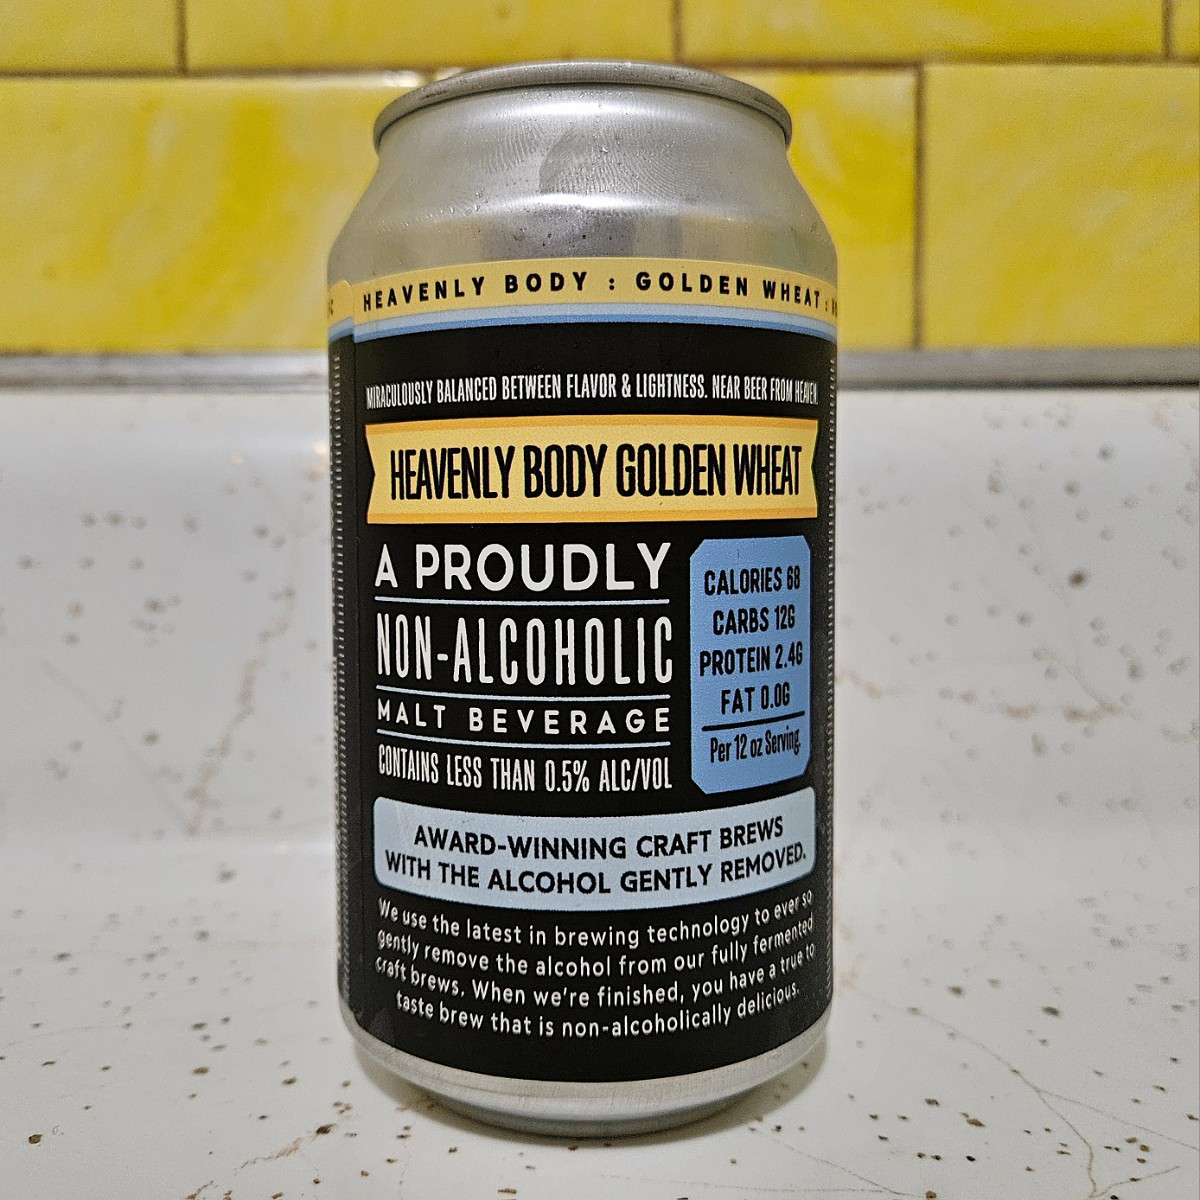 HEAVENLY BODY : GOLDEN WHEAT :
MIRACULOUSLY BALANCED BETWEEN FLAVOR & LIGHTNESS. NEAR BEER FROM HEAVEN.
HEAVENLY BODY GOLDEN WHEAT
A PROUDLY
NON-ALCOHOLIC
MALT BEVERAGE
CONTAINS LESS THAN 0.5% ALC/VOL
CALORIES 68
CARBS 12G
PROTEIN 2.4G
FAT 0.0G
Per 12 oz Serving.
AWARD-WINNING CRAFT BREWS
WITH THE ALCOHOL GENTLY REMOVED.
We use the latest in brewing technology to ever so
gently remove the alcohol from our fully fermented
craft brews. When we're finished, you have a true to
taste brew that is non-alcoholically delicious.